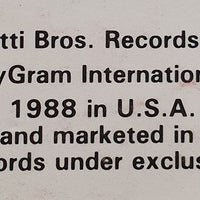 tti Bros. Records
yGram Internation
1988 in U.S.A.
and marketed in
ords under exclus